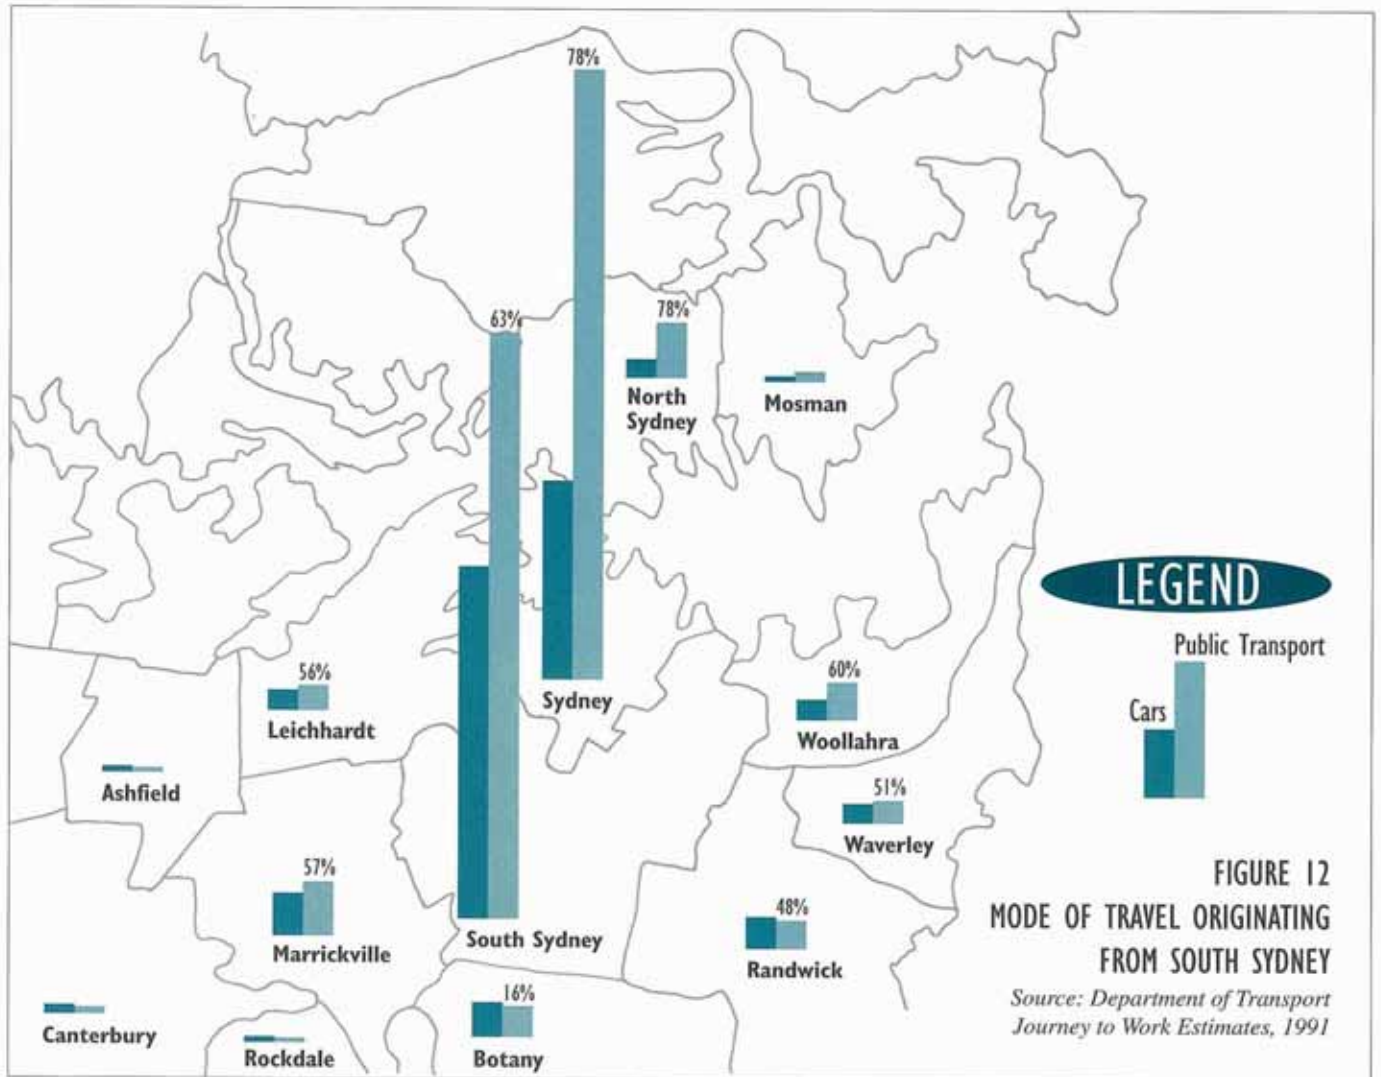 78%
63%
78%
North
Sydney
Mosman
LEGEND
Public Transport
Cars
Sydney
56%
Leichhardt
60%
Woollahra
Ashfield
51%
Waverley
57%
Marrickville
South Sydney
48%
Randwick
FIGURE 12
MODE OF TRAVEL ORIGINATING
FROM SOUTH SYDNEY
Source: Department of Transport
Journey to Work Estimates, 1991
Canterbury
Rockdale
16%
Botany